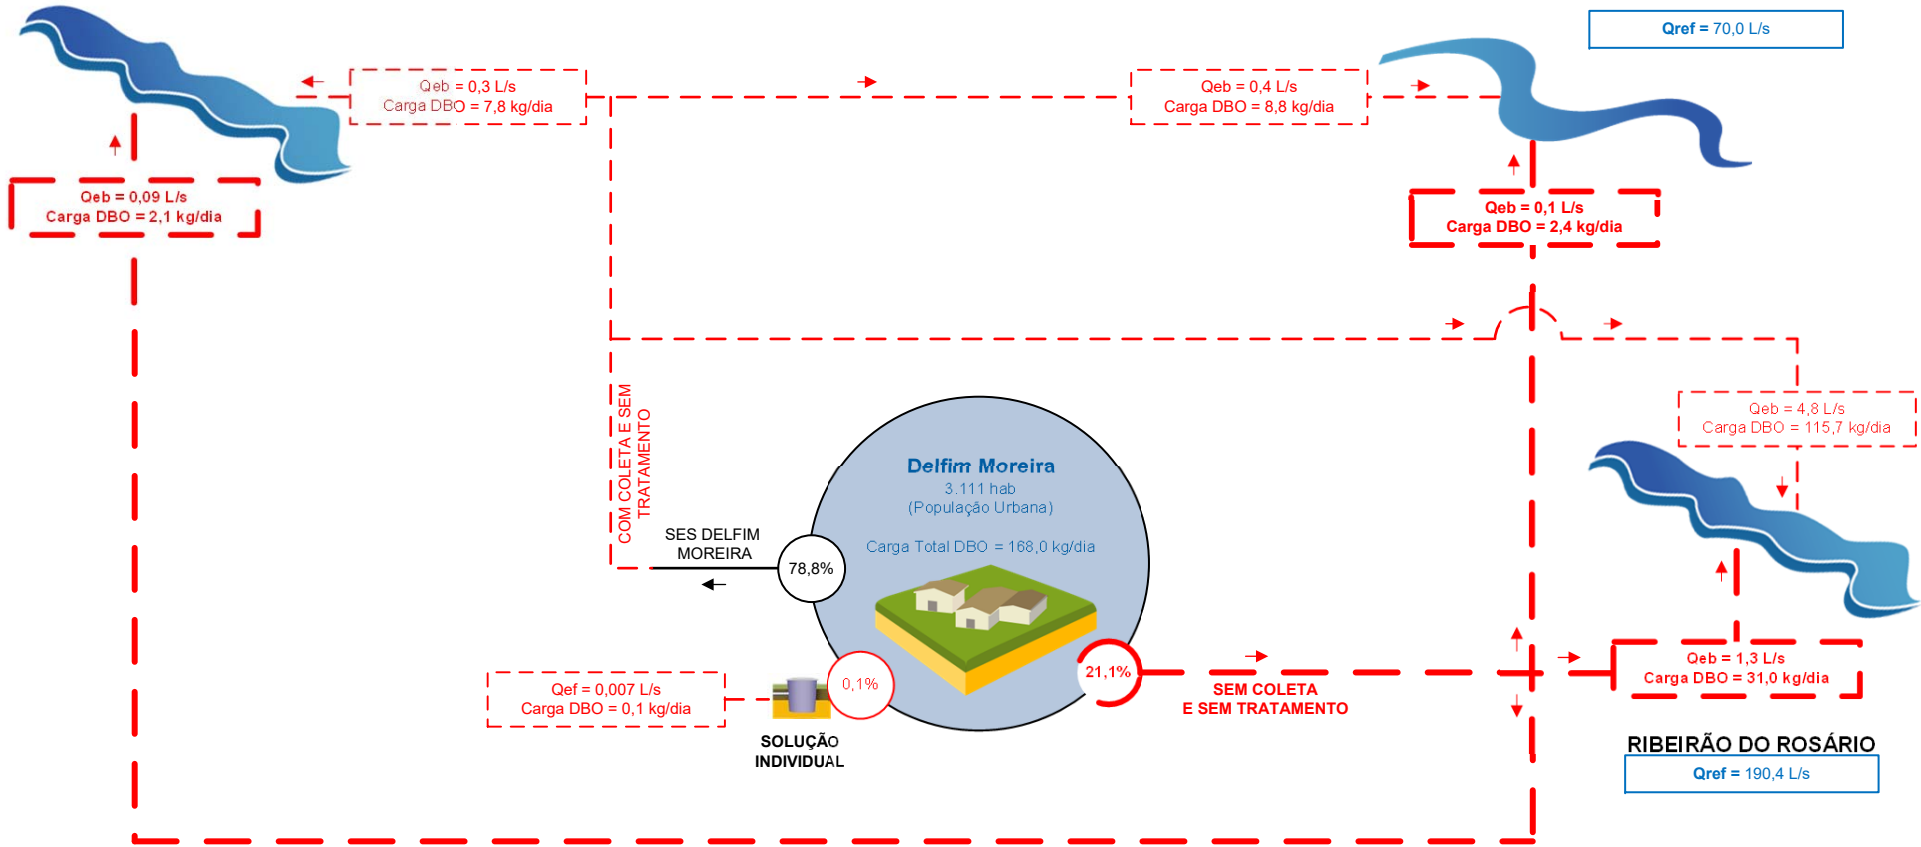 Qref = 70,0 L/s
Qeb = 0,3 L/s
Carga DBO = 7,8 kg/dia
Qeb = 0,4 L/s
Carga DBO = 8,8 kg/dia
Qeb = 0,09 L/s
Carga DBO = 2,1 kg/dia
Qeb = 0,1 L/s
Carga DBO = 2,4 kg/dia
COM COLETA E SEM
TRATAMENTO
Qeb = 4,8 L/s
Carga DBO = 115,7 kg/dia
Delfim Moreira
3.111 hab
(População Urbana)
Carga Total DBO = 168,0 kg/dia
SES DELFIM
MOREIRA
78,8%
21,1%
0,1%
Qef = 0,007 L/s
Carga DBO = 0,1 kg/dia
SOLUÇÃO
INDIVIDUAL
SEM COLETA
E SEM TRATAMENTO
Qeb = 1,3 L/s
Carga DBO = 31,0 kg/dia
RIBEIRÃO DO ROSÁRIO
Qref = 190,4 L/s